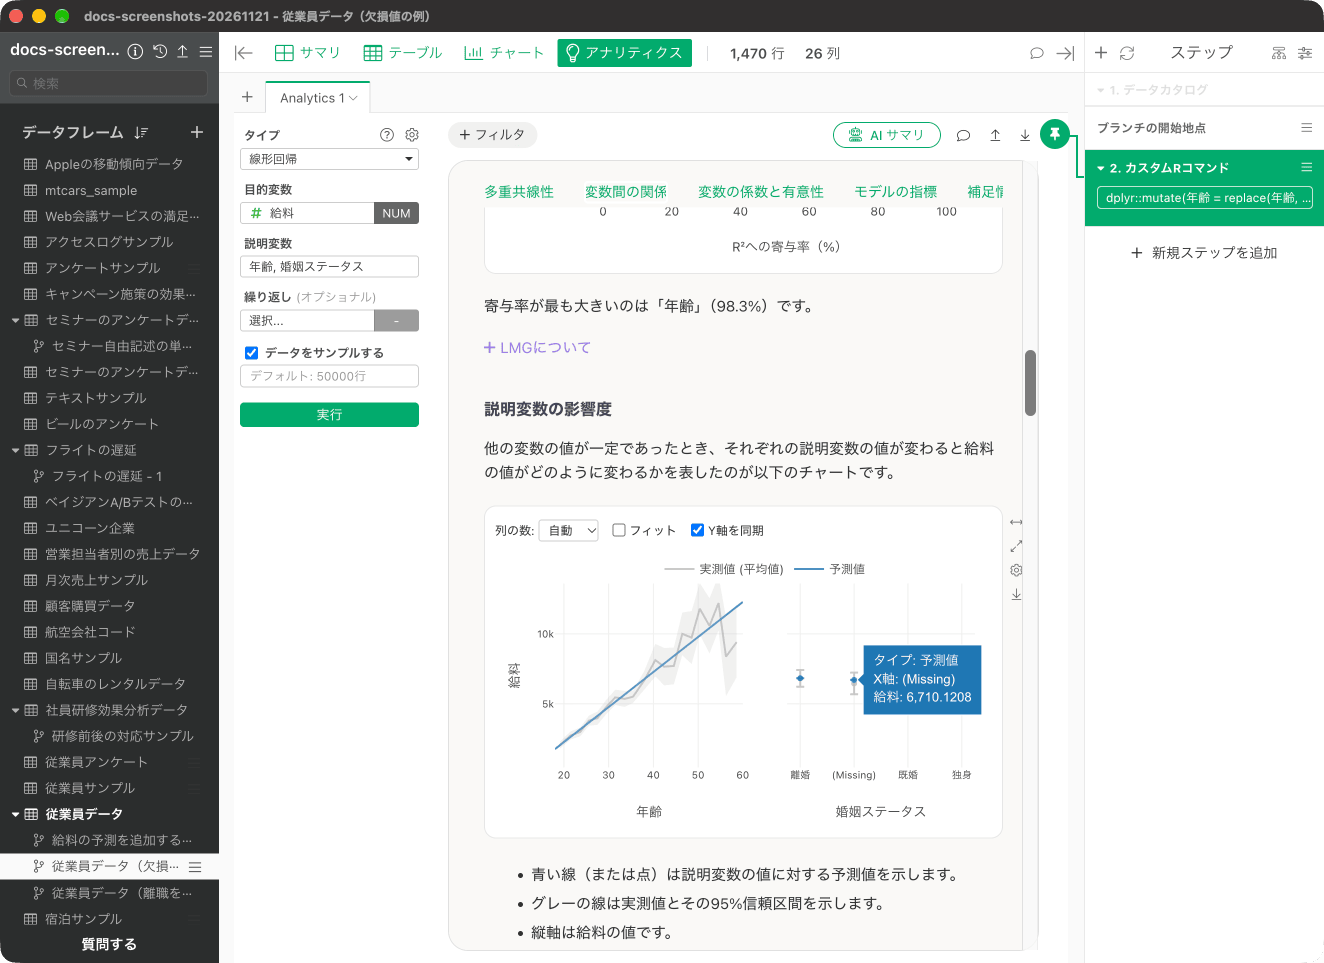 docs-screenshots-20261121 - 従業員データ（欠損値の例）
docs-screen...
検索
データフレーム
Appleの移動傾向データ
mtcars_sample
Web会議サービスの満足…
アクセスログサンプル
アンケートサンプル
キャンペーン施策の効果…
セミナーのアンケートデ…
セミナー自由記述の単…
セミナーのアンケートデ…
テキストサンプル
ビールのアンケート
フライトの遅延
フライトの遅延 - 1
ベイジアンA/Bテストの…
ユニコーン企業
営業担当者別の売上データ
月次売上サンプル
顧客購買データ
航空会社コード
国名サンプル
自転車のレンタルデータ
社員研修効果分析データ
研修前後の対応サンプル
従業員アンケート
従業員サンプル
従業員データ
給料の予測を追加する…
従業員データ（欠損…
従業員データ（離職を…
宿泊サンプル
質問する
サマリ
テーブル
チャート
アナリティクス
1,470 行
26 列
Analytics 1
タイプ
線形回帰
目的変数
# 給料
NUM
説明変数
年齢, 婚姻ステータス
繰り返し (オプショナル)
選択...
-
データをサンプルする
デフォルト: 50000行
実行
+ フィルタ
AI サマリ
多重共線性
変数間の関係
変数の係数と有意性
モデルの指標
補足情
0 20 40 60 80 100
R²への寄与率（%）
寄与率が最も大きいのは「年齢」（98.3%）です。
+ LMGについて
説明変数の影響度
他の変数の値が一定であったとき、それぞれの説明変数の値が変わると給料
の値がどのように変わるかを表したのが以下のチャートです。
列の数: 自動 フィット Y軸を同期
実測値 (平均値) 予測値
10k
5k
給料
タイプ: 予測値
X軸: (Missing)
給料: 6,710.1208
20 30 40 50 60
離婚 (Missing) 既婚 独身
年齢
婚姻ステータス
• 青い線（または点）は説明変数の値に対する予測値を示します。
• グレーの線は実測値とその95%信頼区間を示します。
• 縦軸は給料の値です。
ステップ
1. データカタログ
ブランチの開始地点
2. カスタムRコマンド
dplyr::mutate(年齢 = replace(年齢, ...
+ 新規ステップを追加